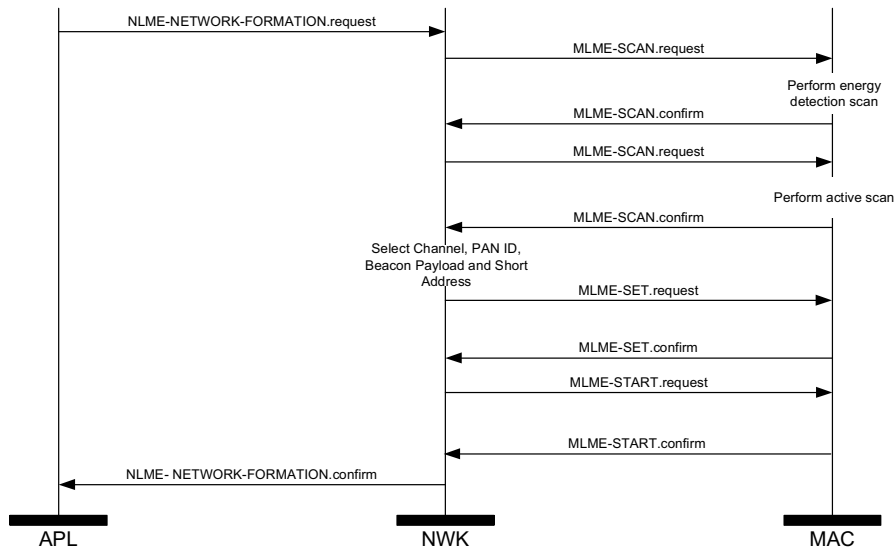 NLME-NETWORK-FORMATION.request
MLME-SCAN.request
Perform energy
detection scan
MLME-SCAN.confirm
MLME-SCAN.request
Perform active scan
MLME-SCAN.confirm
Select Channel, PAN ID,
Beacon Payload and Short
Address
MLME-SET.request
MLME-SET.confirm
MLME-START.request
MLME-START.confirm
NLME- NETWORK-FORMATION.confirm
APL
NWK
MAC